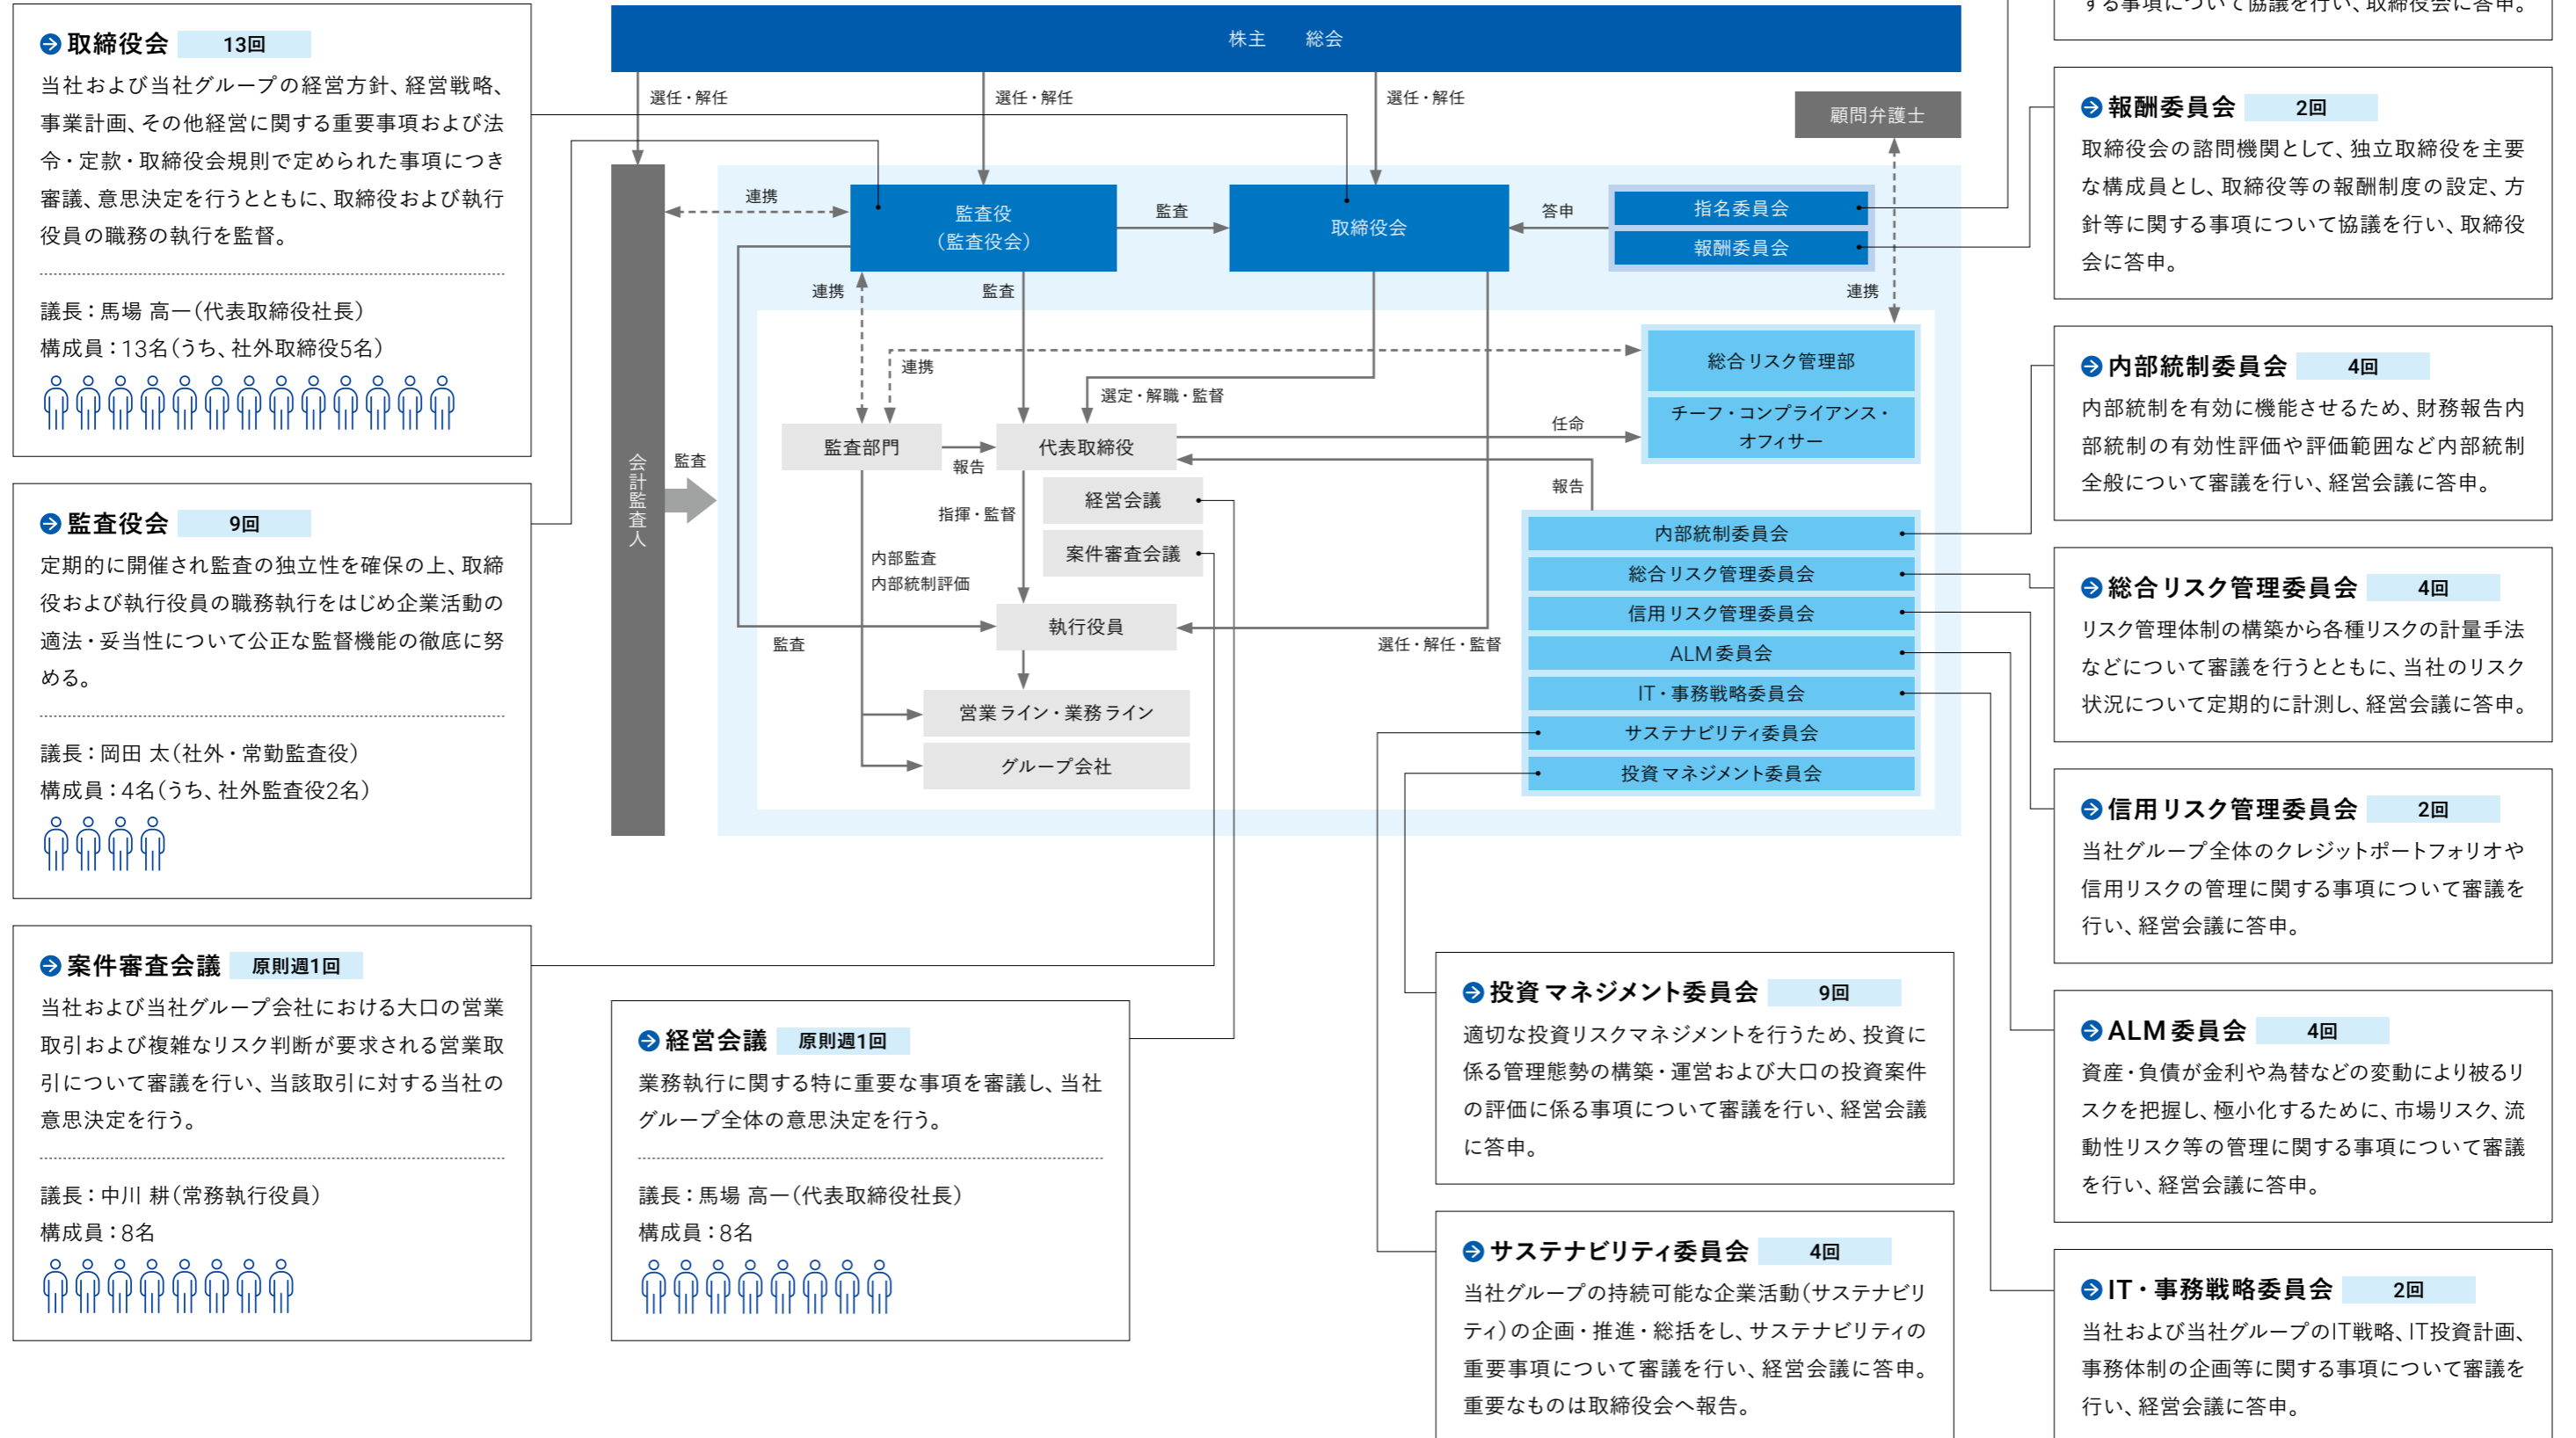 取締役会 13回
当社および当社グループの経営方針、経営戦略、
事業計画、その他経営に関する重要事項および法
令・定款・取締役会規則で定められた事項につき
審議、意思決定を行うとともに、取締役および執行
役員の職務の執行を監督。
議長：馬場 高一（代表取締役社長）
構成員：13名（うち、社外取締役5名）
監査役会 9回
定期的に開催され監査の独立性を確保の上、取締
役および執行役員の職務執行をはじめ企業活動の
適法・妥当性について公正な監督機能の徹底に努
める。
議長：岡田 太（社外・常勤監査役）
構成員：4名（うち、社外監査役2名）
案件審査会議 原則週1回
当社および当社グループ会社における大口の営業
取引および複雑なリスク判断が要求される営業取
引について審議を行い、当該取引に対する当社の
意思決定を行う。
議長：中川 耕（常務執行役員）
構成員：8名
株主 総会
選任・解任
選任・解任
選任・解任
顧問弁護士
会計監査人
連携
監査役
（監査役会）
監査
取締役会
答申
指名委員会
報酬委員会
連携
監査
連携
連携
総合リスク管理部
チーフ・コンプライアンス・
オフィサー
選定・解職・監督
任命
監査部門
報告
代表取締役
監査
報告
経営会議
指揮・監督
案件審査会議
内部監査
内部統制評価
執行役員
監査
選任・解任・監督
営業ライン・業務ライン
グループ会社
内部統制委員会
総合リスク管理委員会
信用リスク管理委員会
ALM委員会
IT・事務戦略委員会
サステナビリティ委員会
投資マネジメント委員会
経営会議 原則週1回
業務執行に関する特に重要な事項を審議し、当社
グループ全体の意思決定を行う。
議長：馬場 高一（代表取締役社長）
構成員：8名
投資マネジメント委員会 9回
適切な投資リスクマネジメントを行うため、投資に
係る管理態勢の構築・運営および大口の投資案件
の評価に係る事項について審議を行い、経営会議
に答申。
サステナビリティ委員会 4回
当社グループの持続可能な企業活動（サステナビリ
ティ）の企画・推進・総括をし、サステナビリティの
重要事項について審議を行い、経営会議に答申。
重要なものは取締役会へ報告。
する事項について協議を行い、取締役会に答申。
報酬委員会 2回
取締役会の諮問機関として、独立取締役を主要
な構成員とし、取締役等の報酬制度の設定、方
針等に関する事項について協議を行い、取締役
会に答申。
内部統制委員会 4回
内部統制を有効に機能させるため、財務報告内
部統制の有効性評価や評価範囲など内部統制
全般について審議を行い、経営会議に答申。
総合リスク管理委員会 4回
リスク管理体制の構築から各種リスクの計量手法
などについて審議を行うとともに、当社のリスク
状況について定期的に計測し、経営会議に答申。
信用リスク管理委員会 2回
当社グループ全体のクレジットポートフォリオや
信用リスクの管理に関する事項について審議を
行い、経営会議に答申。
ALM委員会 4回
資産・負債が金利や為替などの変動により被るリ
スクを把握し、極小化するために、市場リスク、流
動性リスク等の管理に関する事項について審議
を行い、経営会議に答申。
IT・事務戦略委員会 2回
当社および当社グループのIT戦略、IT投資計画、
事務体制の企画等に関する事項について審議を
行い、経営会議に答申。